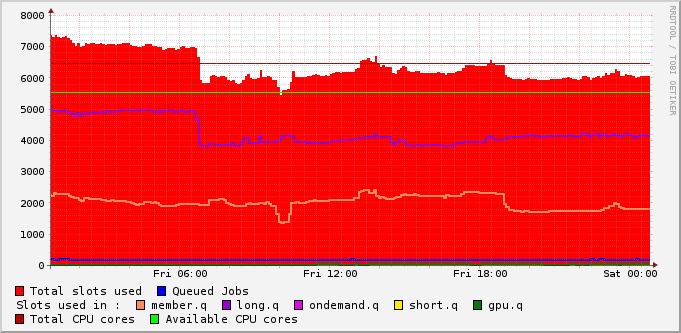 8000
7000
6000
5000
4000
3000
2000
1000
0
Fri 06:00 Fri 12:00 Fri 18:00 Sat 00:00
Total slots used Queued Jobs
Slots used in : member.q long.q ondemand.q short.q gpu.q
Total CPU cores Available CPU cores
RRDTOOL / TOBI OETIKER